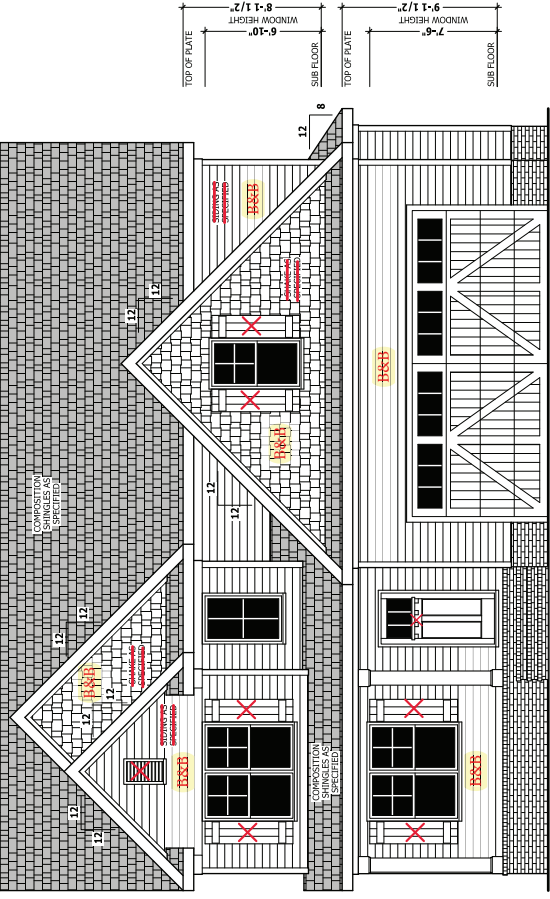 8'-1-1/2"
WINDOW HEIGHT
6'-10"
9'-1-1/2"
WINDOW HEIGHT
7'-6"
TOP OF PLATE
SUB FLOOR
TOP OF PLATE
SUB FLOOR
8
12
SIDING AS
SPECIFIED
B&B
SHAKE AS
SPECIFIED
12
12
B&B
B&B
12
12
COMPOSITION
SHINGLES AS
SPECIFIED
12
12
SHAKE AS
SPECIFIED
B&B
12
12
SIDING AS
SPECIFIED
B&B
COMPOSITION
SHINGLES AS
SPECIFIED
B&B
12
12